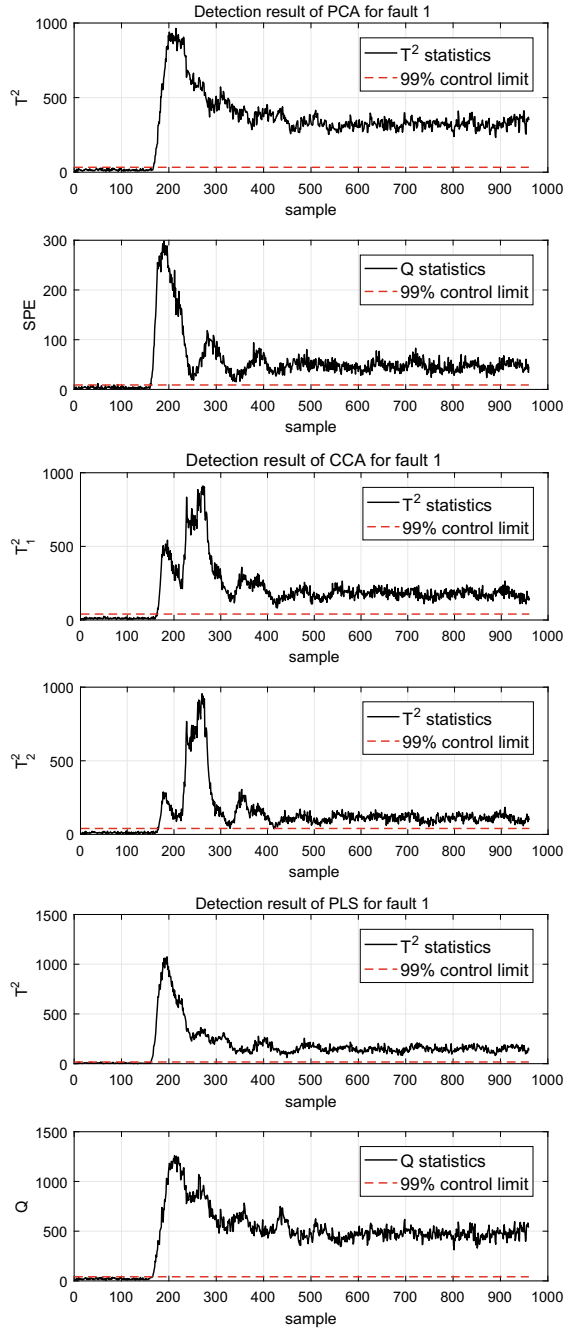 Detection result of PCA for fault 1
1000
500
0
T²
T² statistics
99% control limit
0 100 200 300 400 500 600 700 800 900 1000
sample
300
200
100
0
SPE
Q statistics
99% control limit
0 100 200 300 400 500 600 700 800 900 1000
sample
Detection result of CCA for fault 1
1000
500
0
T₁²
T² statistics
99% control limit
0 100 200 300 400 500 600 700 800 900 1000
sample
1000
500
0
T₂²
T² statistics
99% control limit
0 100 200 300 400 500 600 700 800 900 1000
sample
Detection result of PLS for fault 1
1500
1000
500
0
T²
T² statistics
99% control limit
0 100 200 300 400 500 600 700 800 900 1000
sample
1500
1000
500
0
Q
Q statistics
99% control limit
0 100 200 300 400 500 600 700 800 900 1000
sample